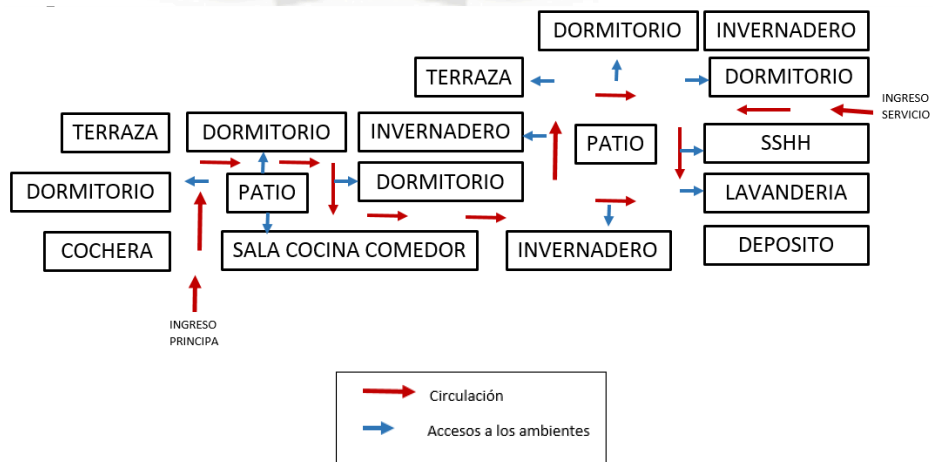 DORMITORIO
INVERNADERO
TERRAZA
DORMITORIO
INGRESO
SERVICIO
TERRAZA
DORMITORIO
INVERNADERO
PATIO
SSHH
DORMITORIO
PATIO
DORMITORIO
LAVANDERIA
COCHERA
SALA COCINA COMEDOR
INVERNADERO
DEPOSITO
INGRESO
PRINCIPA
Circulación
Accesos a los ambientes